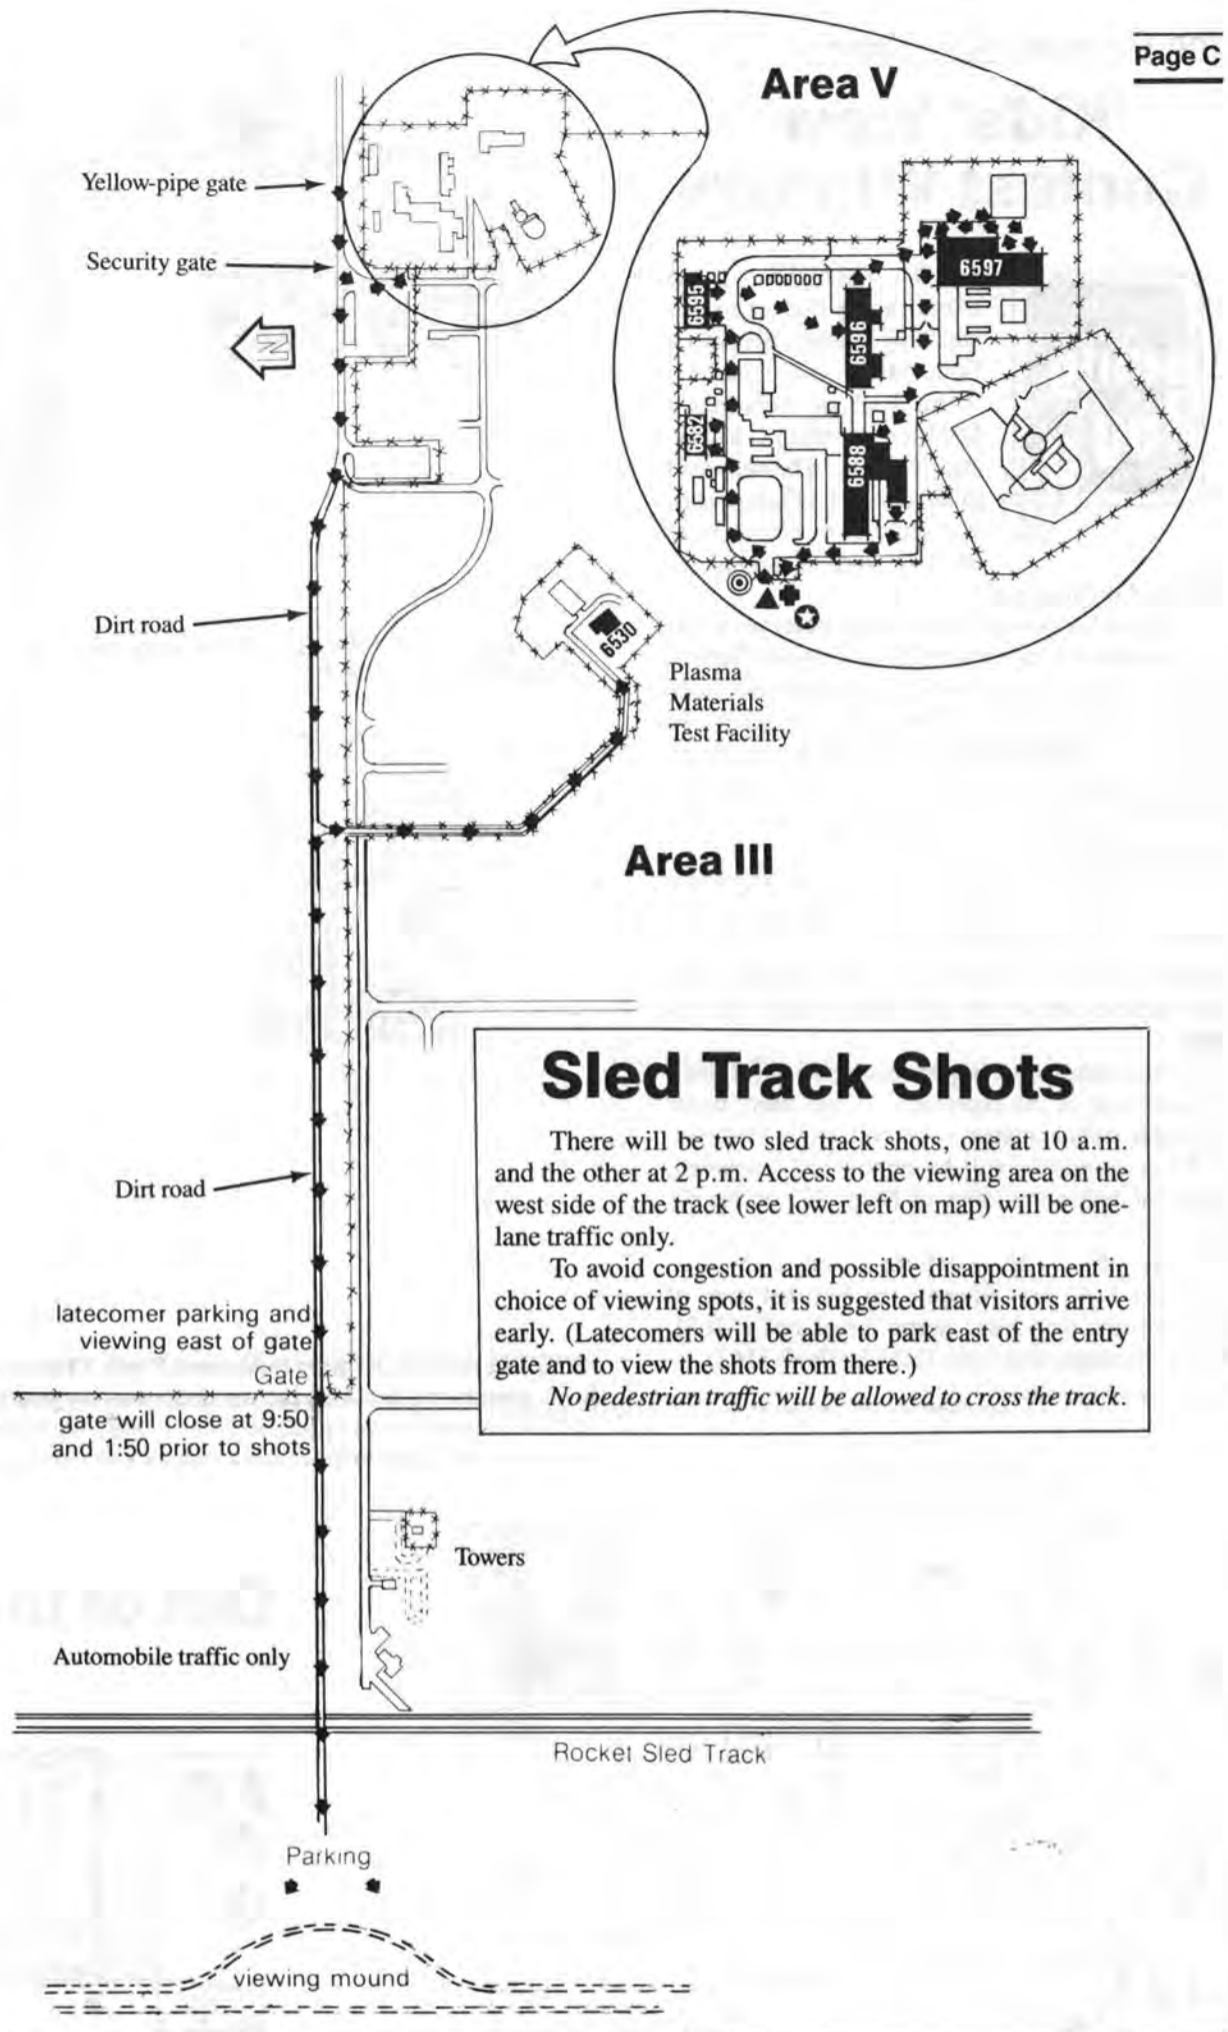 Page C
Area V
Yellow-pipe gate
Security gate
N
6597
6595
6596
6582
6588
Dirt road
6530
Plasma
Materials
Test Facility
Area III
Sled Track Shots
There will be two sled track shots, one at 10 a.m.
and the other at 2 p.m. Access to the viewing area on the
west side of the track (see lower left on map) will be one-
lane traffic only.
To avoid congestion and possible disappointment in
choice of viewing spots, it is suggested that visitors arrive
early. (Latecomers will be able to park east of the entry
gate and to view the shots from there.)
No pedestrian traffic will be allowed to cross the track.
Dirt road
latecomer parking and
viewing east of gate
Gate
gate will close at 9:50
and 1:50 prior to shots
Towers
Automobile traffic only
Rocket Sled Track
Parking
viewing mound